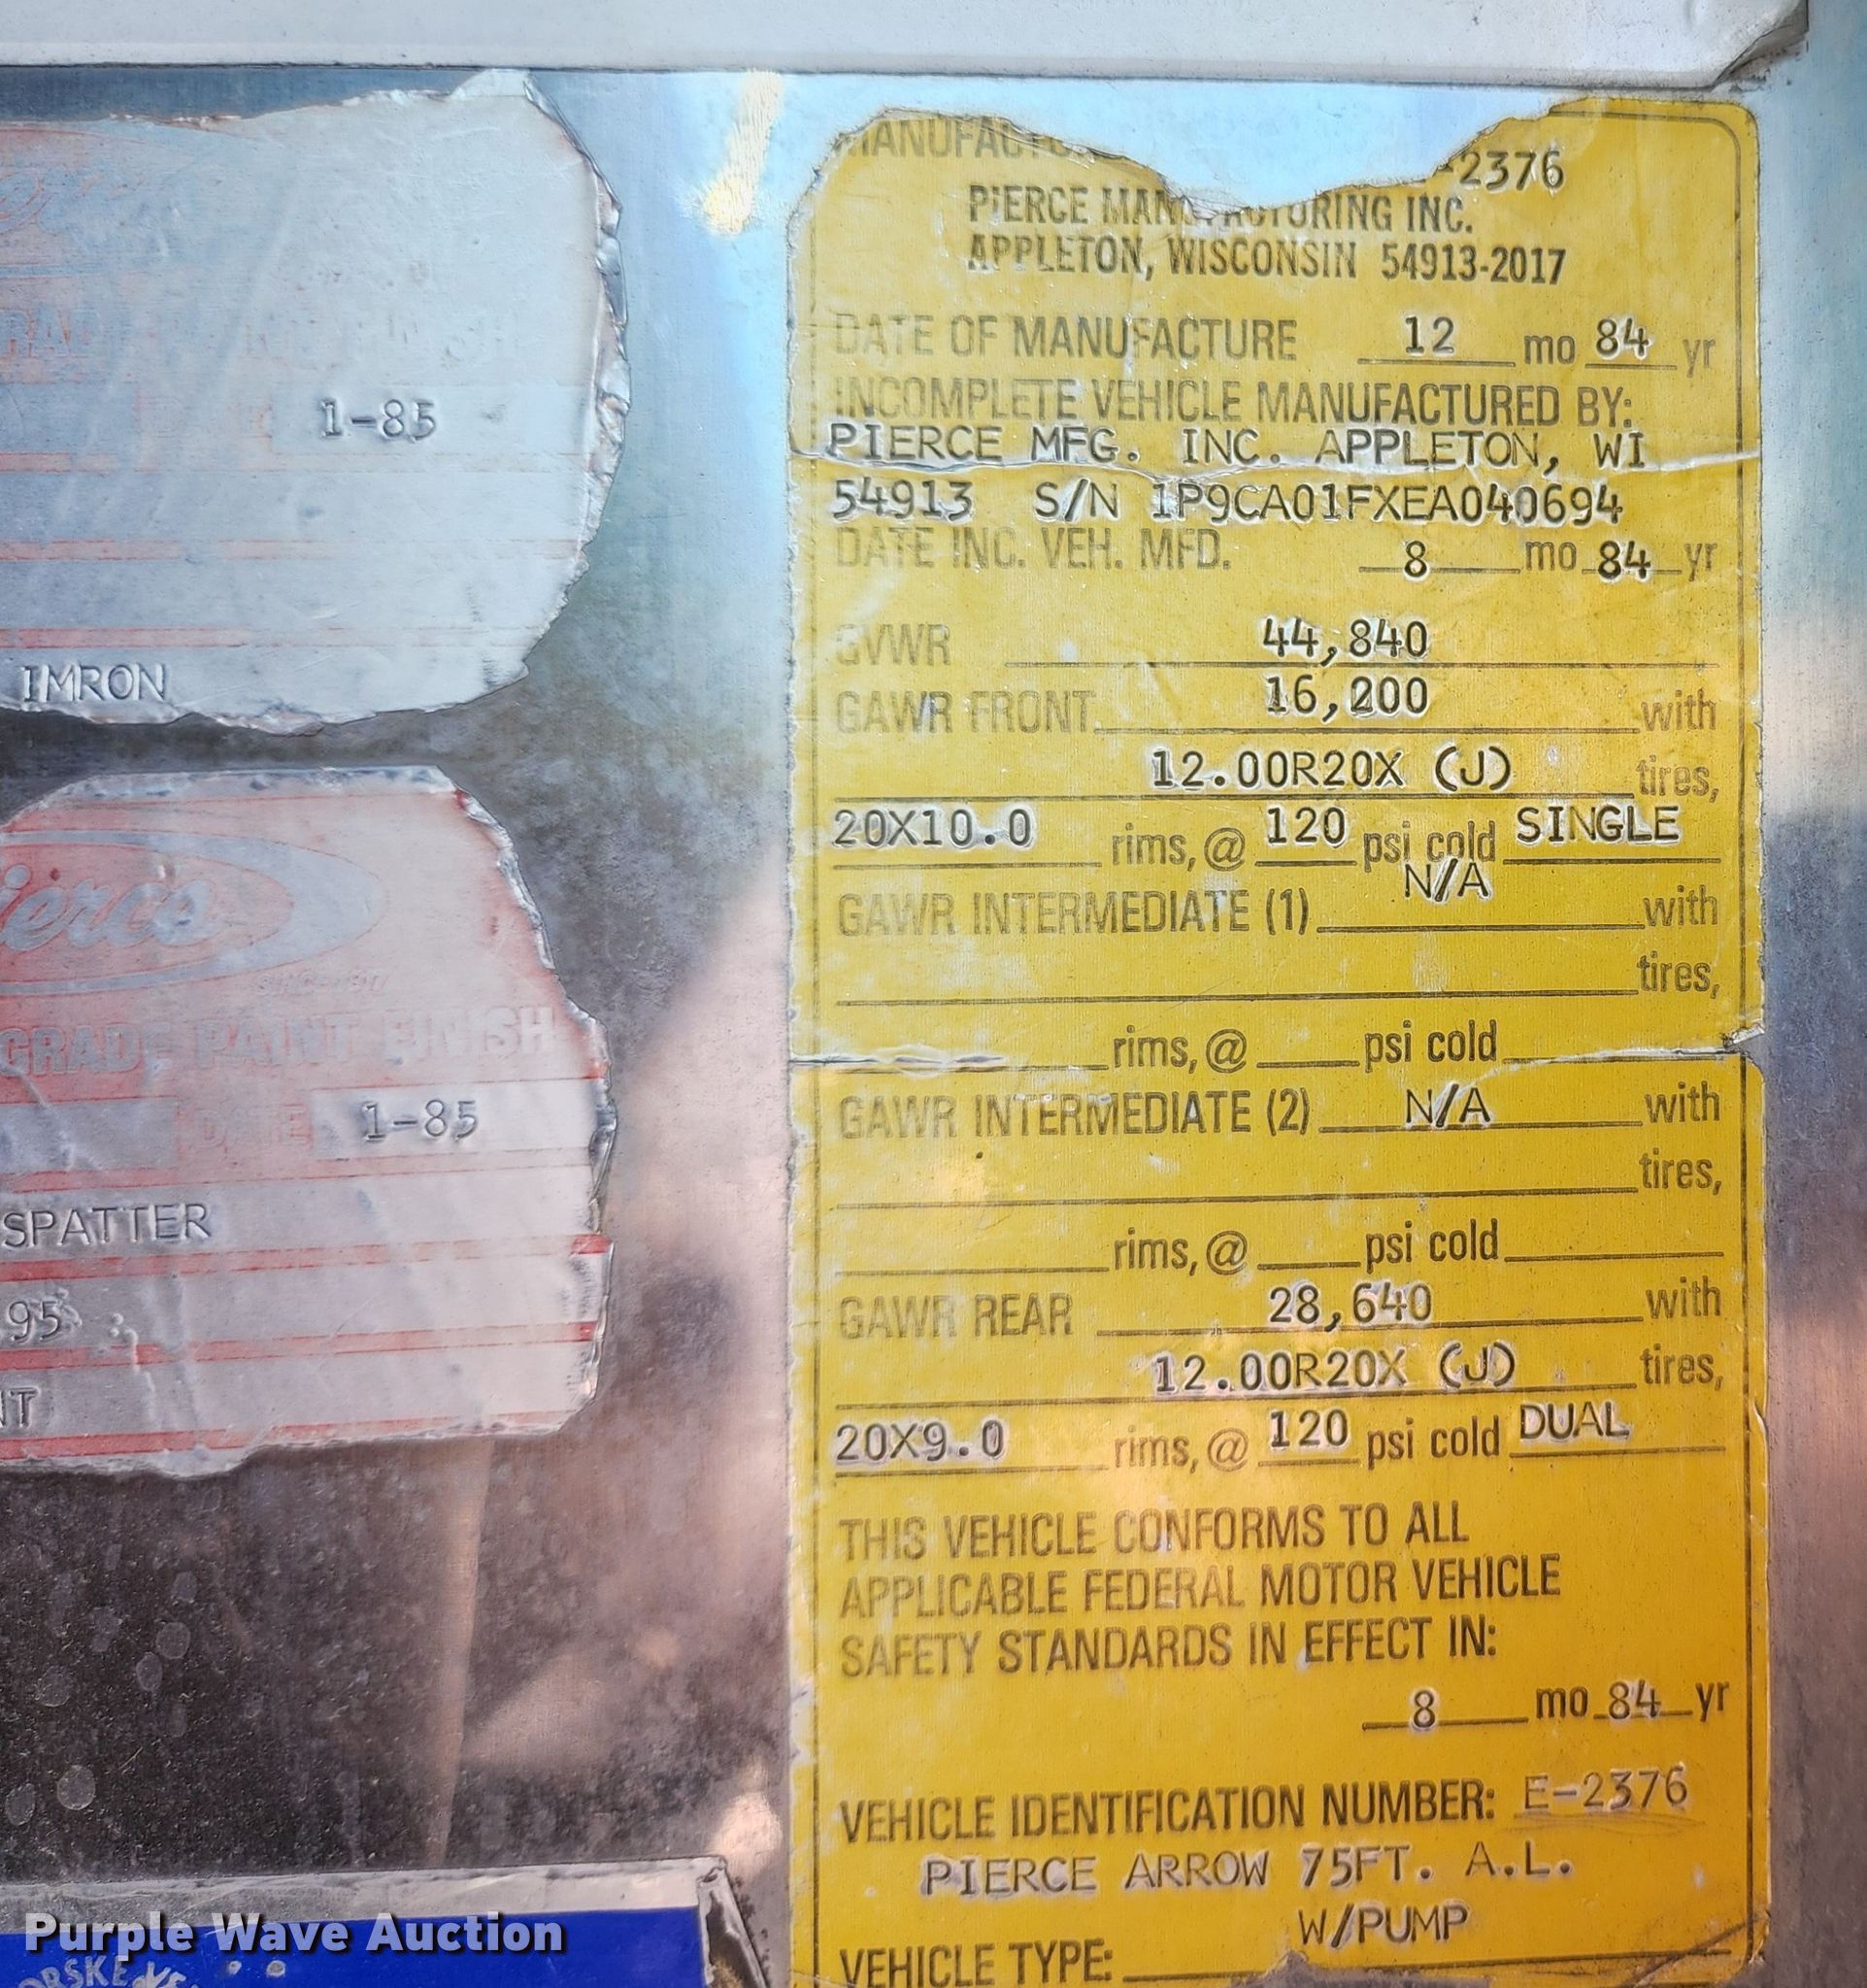 1-85
IMRON
GRADE PAINT FINISH
DATE 1-85
SPATTER
95
-2376
PIERCE MANUFACTURING INC.
APPLETON, WISCONSIN 54913-2017
DATE OF MANUFACTURE 12 mo 84 yr
INCOMPLETE VEHICLE MANUFACTURED BY:
PIERCE MFG. INC. APPLETON, WI
54913 S/N 1P9CA01FXEA040694
DATE INC. VEH. MFD. 8 mo 84 yr
GVWR 44,840
GAWR FRONT 16,200 with
12.00R20X (J) tires,
20X10.0 rims, @ 120 psi cold SINGLE
N/A
GAWR INTERMEDIATE (1) with
tires,
rims, @ psi cold
GAWR INTERMEDIATE (2) N/A with
tires,
rims, @ psi cold
GAWR REAR 28,640 with
12.00R20X (J) tires,
20X9.0 rims, @ 120 psi cold DUAL
THIS VEHICLE CONFORMS TO ALL
APPLICABLE FEDERAL MOTOR VEHICLE
SAFETY STANDARDS IN EFFECT IN:
8 mo 84 yr
VEHICLE IDENTIFICATION NUMBER: E-2376
PIERCE ARROW 75FT. A.L.
W/PUMP
VEHICLE TYPE:
Purple Wave Auction